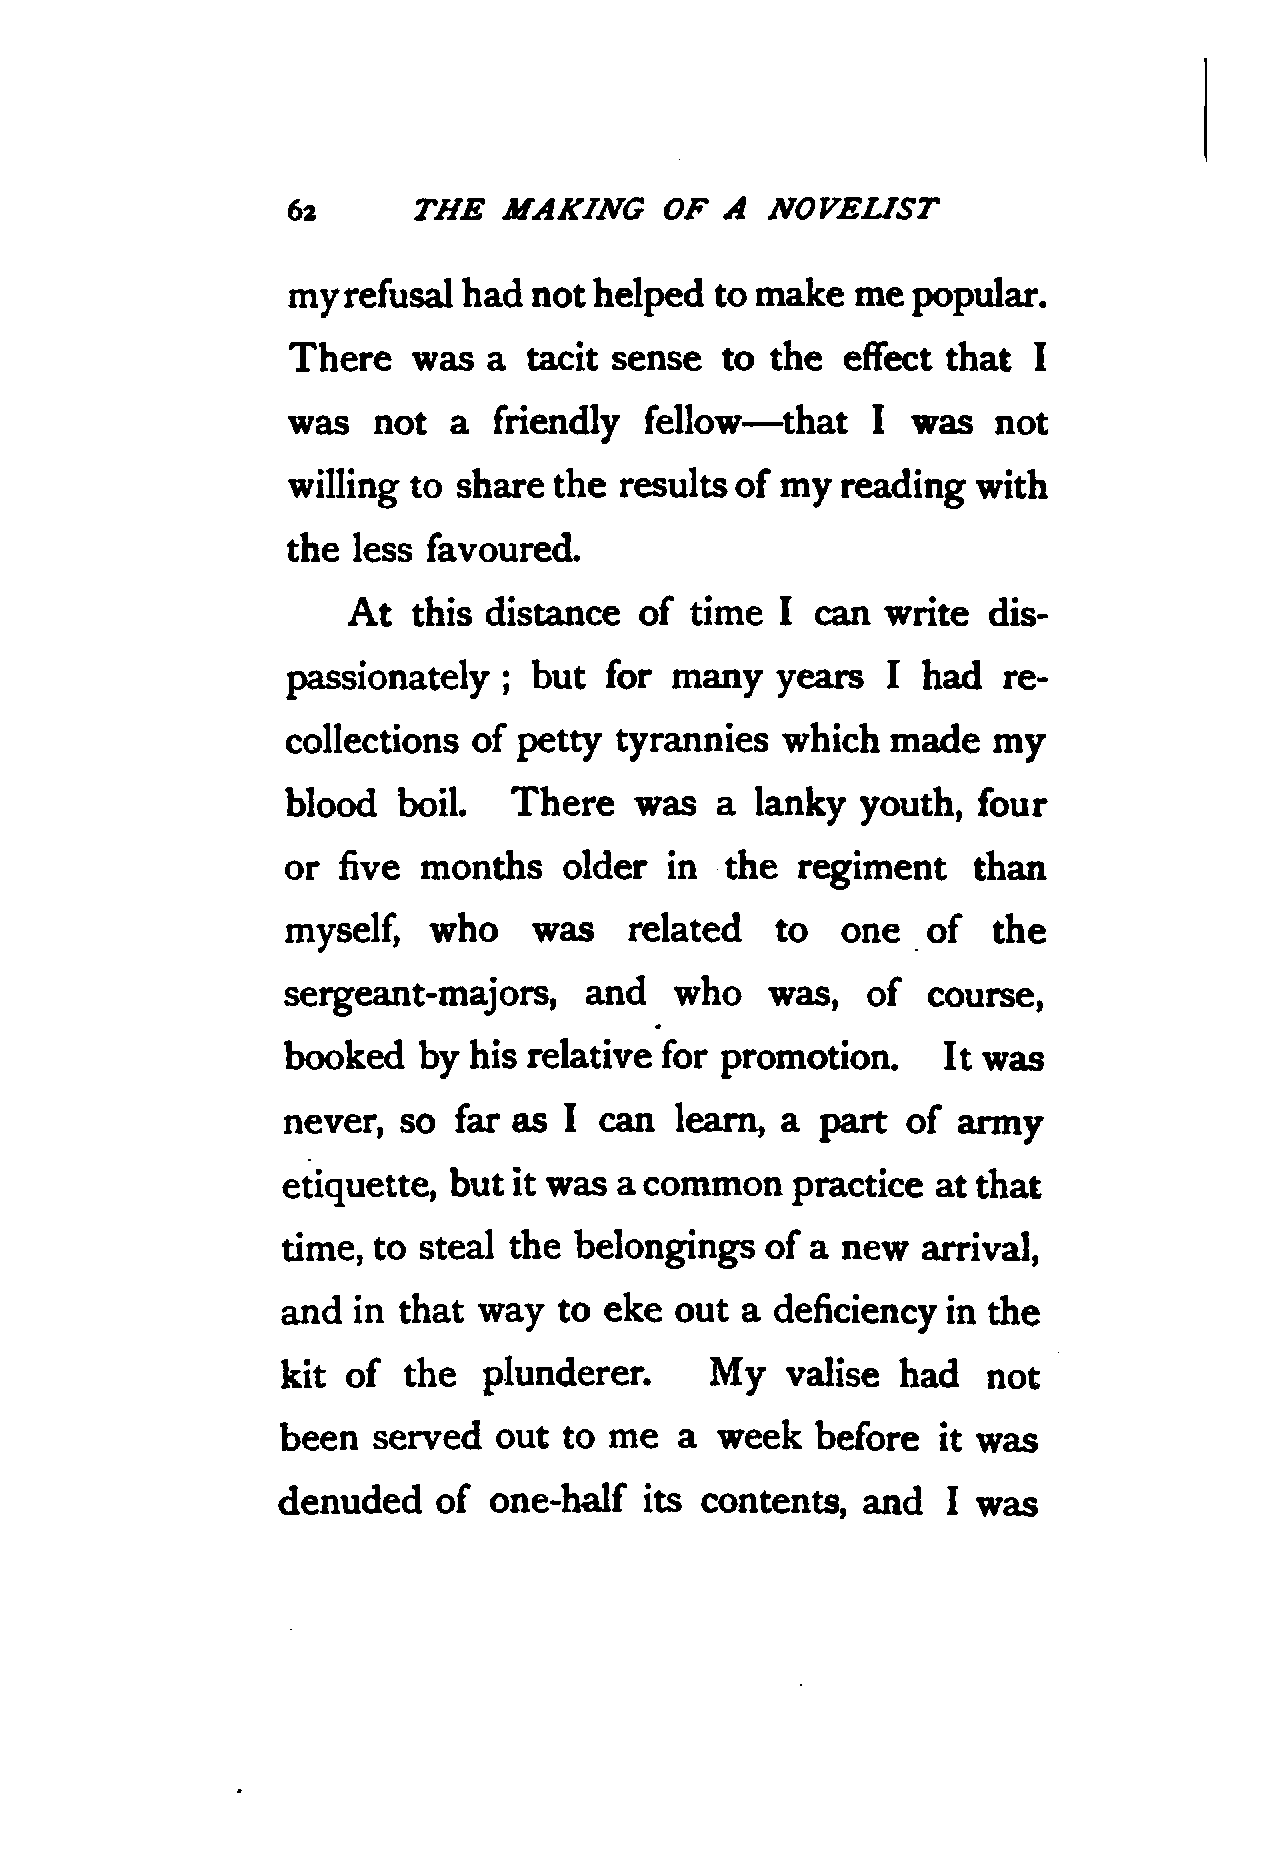 62 THE MAKING OF A NOVELIST
my refusal had not helped to make me popular.
There was a tacit sense to the effect that I
was not a friendly fellow—that I was not
willing to share the results of my reading with
the less favoured.
At this distance of time I can write dis-
passionately ; but for many years I had re-
collections of petty tyrannies which made my
blood boil. There was a lanky youth, four
or five months older in the regiment than
myself, who was related to one of the
sergeant-majors, and who was, of course,
booked by his relative for promotion. It was
never, so far as I can learn, a part of army
etiquette, but it was a common practice at that
time, to steal the belongings of a new arrival,
and in that way to eke out a deficiency in the
kit of the plunderer. My valise had not
been served out to me a week before it was
denuded of one-half its contents, and I was